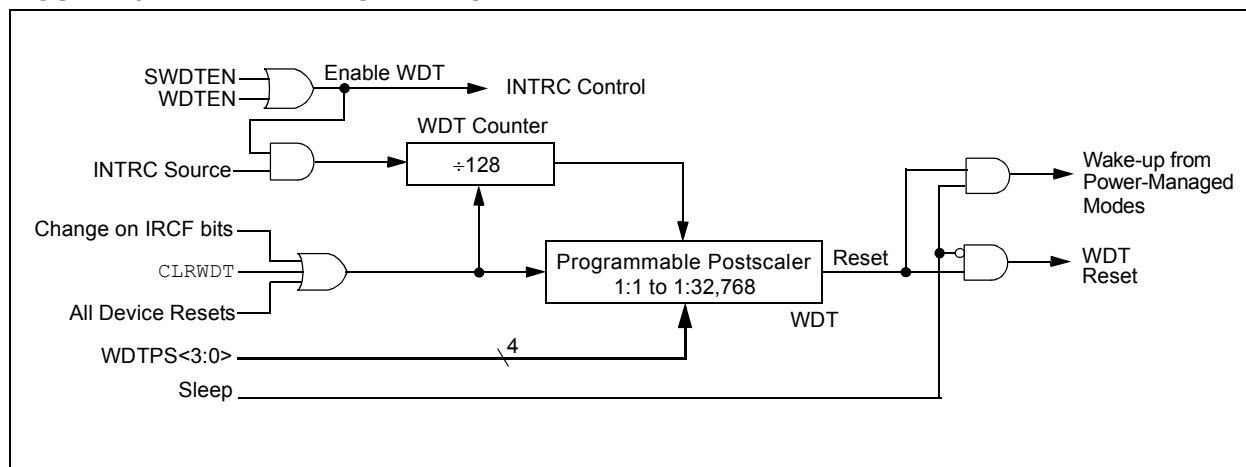 SWDTEN
WDTEN
Enable WDT
INTRC Control
WDT Counter
INTRC Source
÷128
Wake-up from
Power-Managed
Modes
Change on IRCF bits
CLRWDT
All Device Resets
Programmable Postscaler
1:1 to 1:32,768
Reset
WDT
Reset
WDT
WDTPS<3:0>
4
Sleep